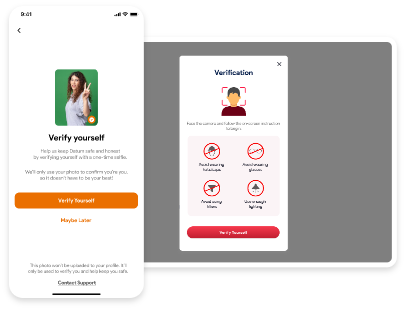 9:41
Verify yourself
Help us keep Datum safe and honest
by verifying yourself with a one-time selfie.
We'll only use your photo to confirm you're you,
so it doesn't have to be your best!
Verify Yourself
Maybe Later
This photo won't be uploaded to your profile. It'll
only be used to verify you and help keep you safe.
Contact Support
Verification
Face the camera and follow the on-screen instruction
to begin.
Avoid wearing
hats/caps
Avoid wearing
glasses
Avoid using
filters
Use enough
lighting
Verify Yourself